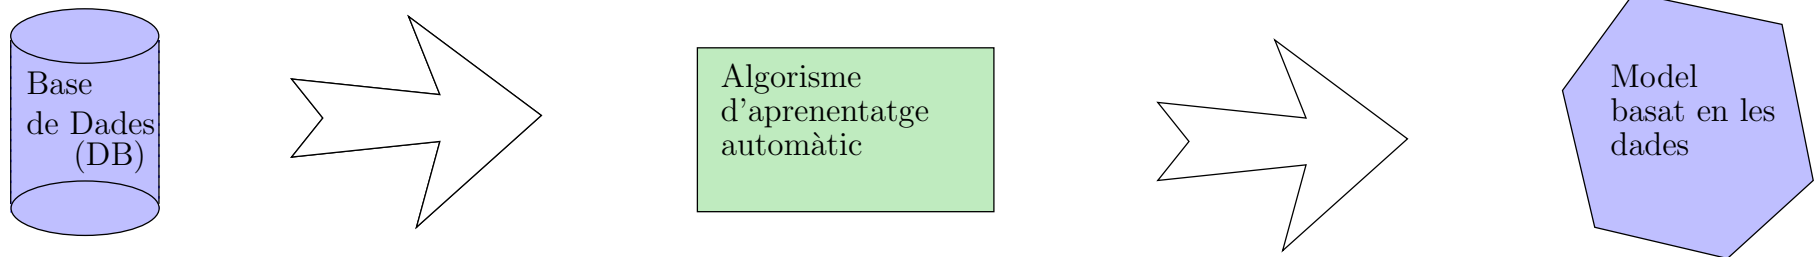 Base
de Dades
(DB)
Algorisme
d'aprenentatge
automàtic
Model
basat en les
dades